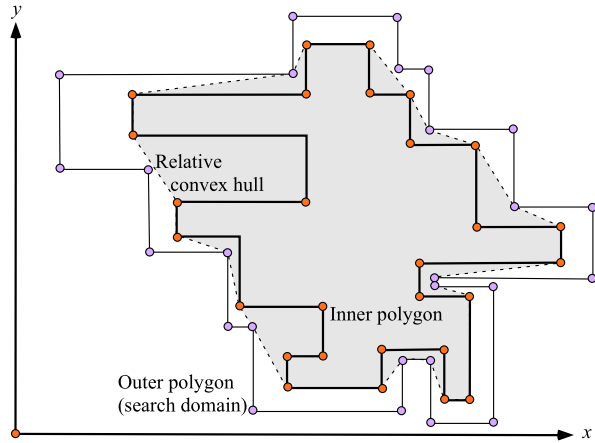 y
Relative
convex hull
Inner polygon
Outer polygon
(search domain)
x